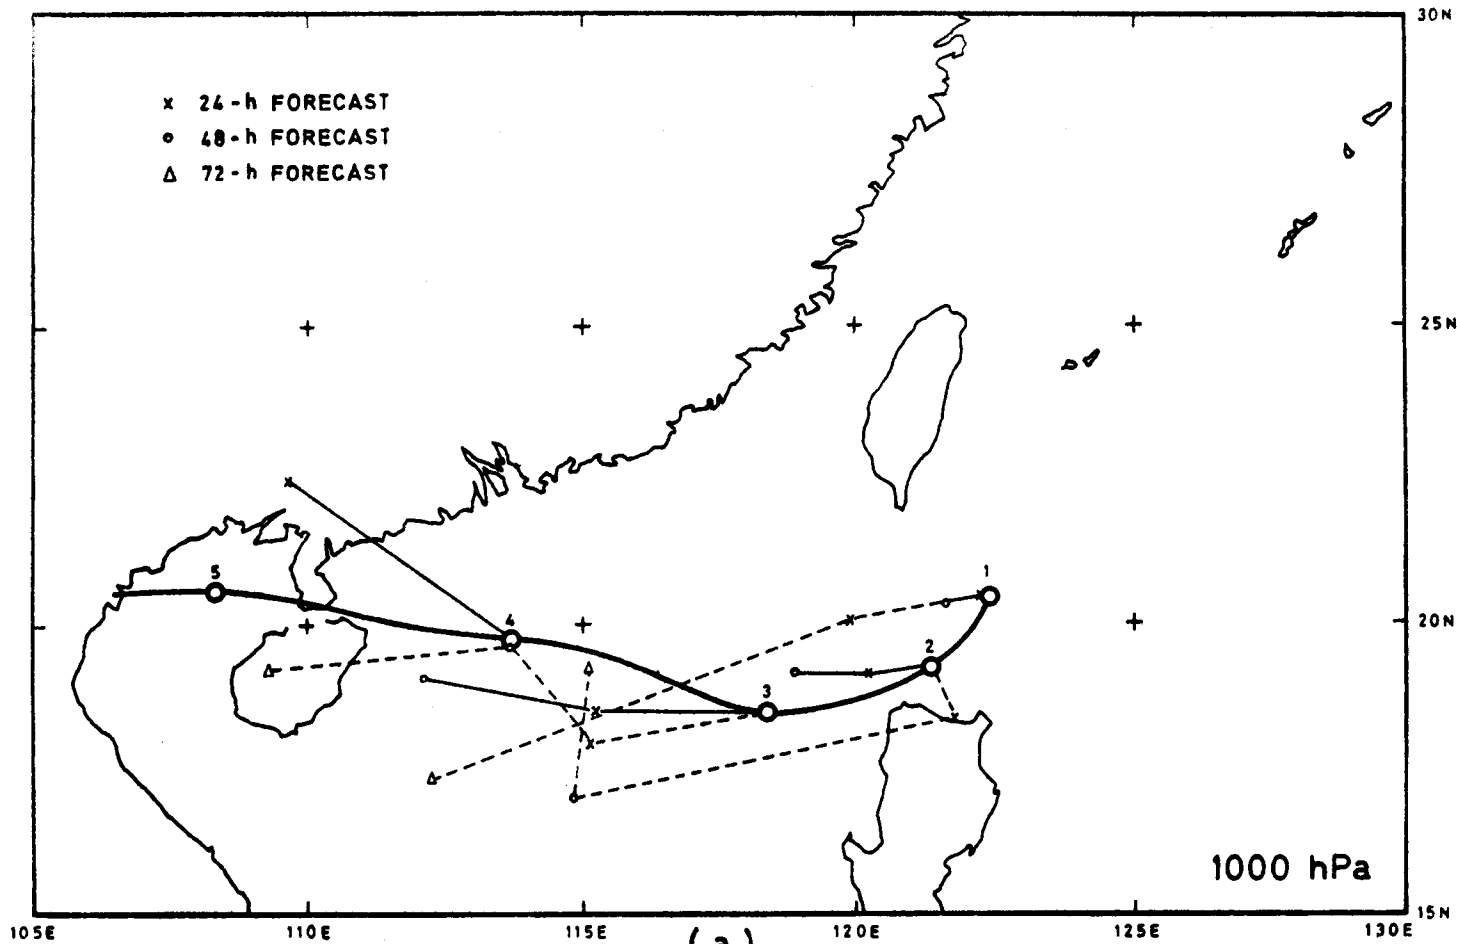 30N
x 24-h FORECAST
o 48-h FORECAST
Δ 72-h FORECAST
25N
5
4
3
2
1
20N
1000 hPa
15N
105E 110E 115E 120E 125E 130E
(a)